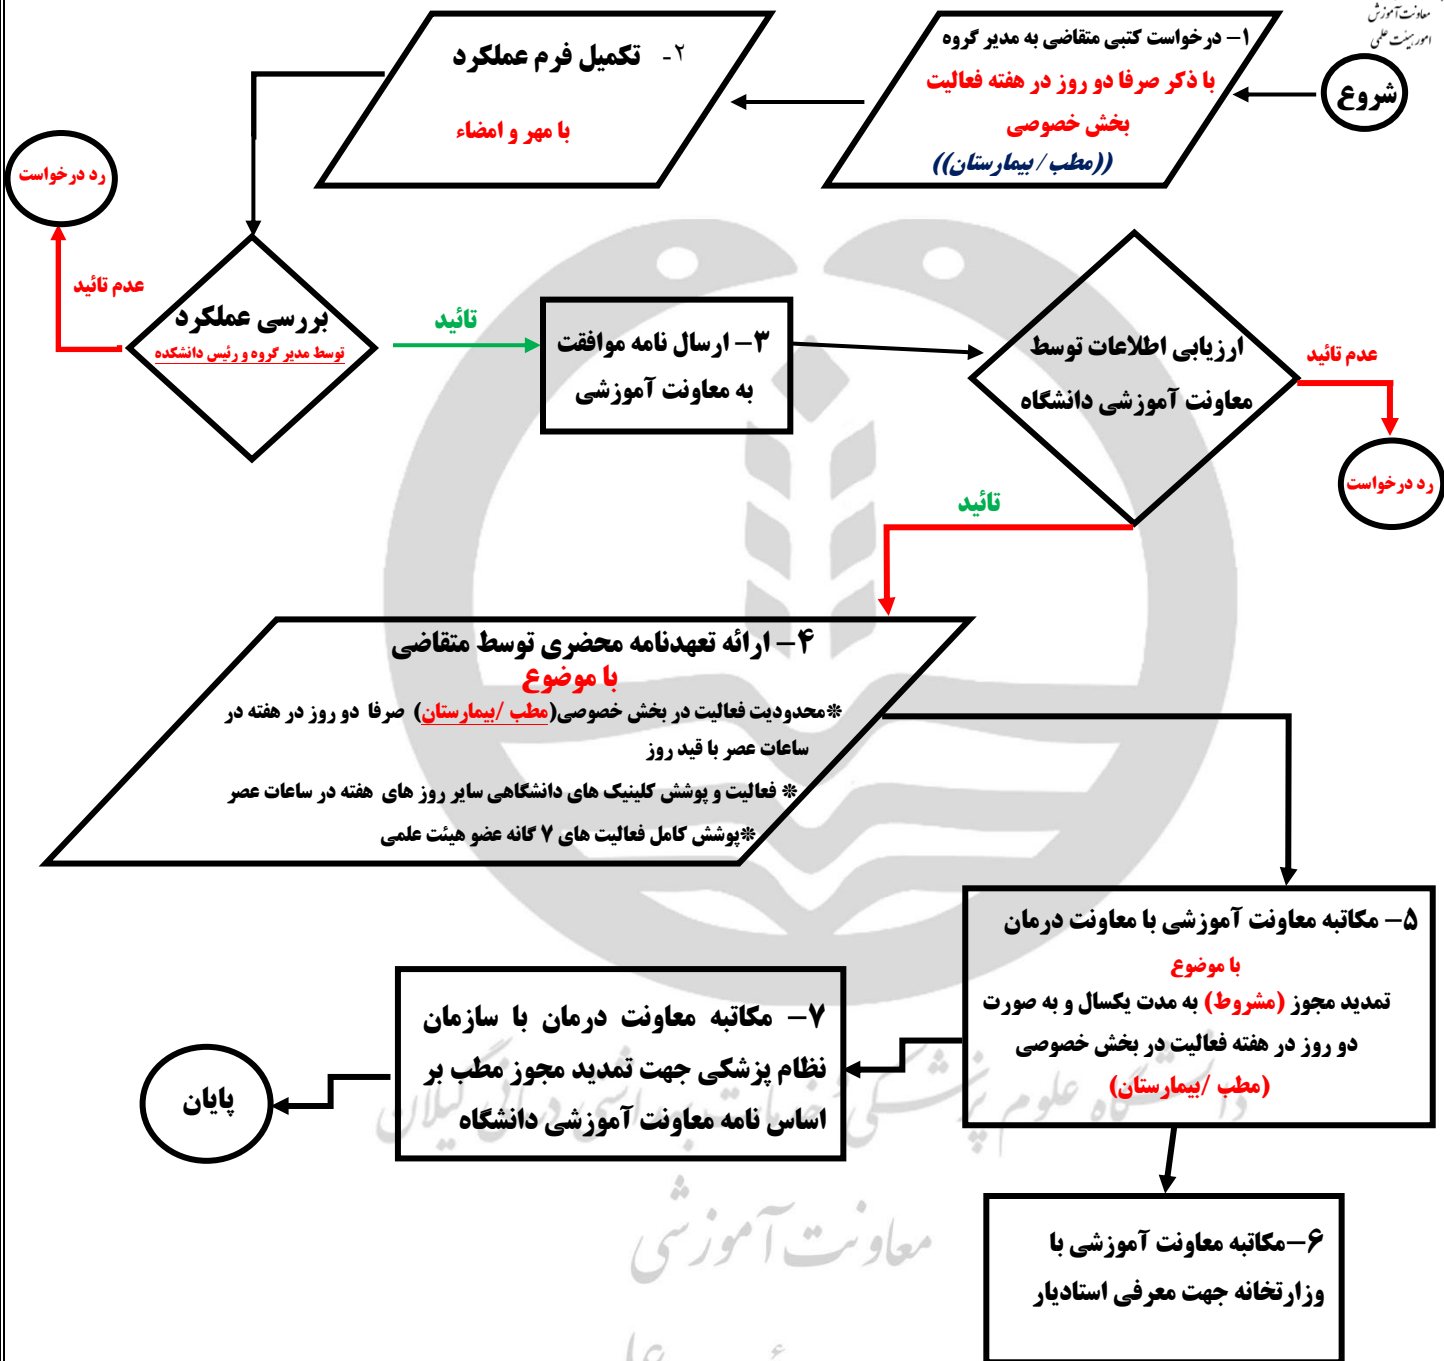 معاونت آموزش
امور هیئت علمی
شروع
۱- درخواست کتبی متقاضی به مدیر گروه
با ذکر صرفا دو روز در هفته فعالیت
بخش خصوصی
((مطب / بیمارستان))
۲- تکمیل فرم عملکرد
با مهر و امضاء
رد درخواست
عدم تائید
بررسی عملکرد
توسط مدیر گروه و رئیس دانشکده
تائید
۳- ارسال نامه موافقت
به معاونت آموزشی
ارزیابی اطلاعات توسط
معاونت آموزشی دانشگاه
عدم تائید
رد درخواست
تائید
۴- ارائه تعهدنامه محضری توسط متقاضی
با موضوع
*محدودیت فعالیت در بخش خصوصی(مطب /بیمارستان) صرفا دو روز در هفته در
ساعات عصر با قید روز
* فعالیت و پوشش کلینیک های دانشگاهی سایر روز های هفته در ساعات عصر
*پوشش کامل فعالیت های ۷ گانه عضو هیئت علمی
۵- مکاتبه معاونت آموزشی با معاونت درمان
با موضوع
تمدید مجوز (مشروط) به مدت یکسال و به صورت
دو روز در هفته فعالیت در بخش خصوصی
(مطب /بیمارستان)
۶-مکاتبه معاونت آموزشی با
وزارتخانه جهت معرفی استادیار
۷- مکاتبه معاونت درمان با سازمان
نظام پزشکی جهت تمدید مجوز مطب بر
اساس نامه معاونت آموزشی دانشگاه
پایان
دانشگاه علوم پزشکی و خدمات بهداشتی درمانی گیلان
معاونت آموزشی